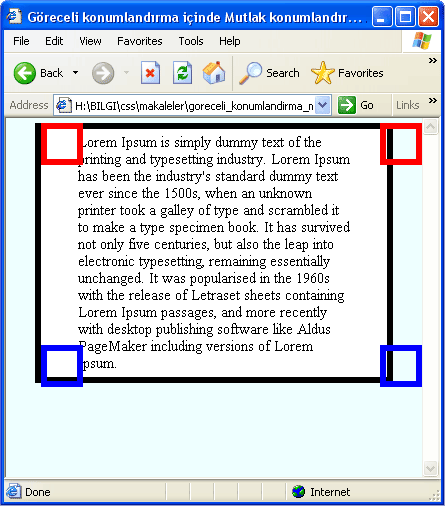 Göreceli konumlandırma içinde Mutlak konumlandır...
File Edit View Favorites Tools Help
Back Search Favorites
Address H:\BILGI\css\makaleler\goreceli_konumlandirma_n Go Links
Lorem Ipsum is simply dummy text of the
printing and typesetting industry. Lorem Ipsum
has been the industry's standard dummy text
ever since the 1500s, when an unknown
printer took a galley of type and scrambled it
to make a type specimen book. It has survived
not only five centuries, but also the leap into
electronic typesetting, remaining essentially
unchanged. It was popularised in the 1960s
with the release of Letraset sheets containing
Lorem Ipsum passages, and more recently
with desktop publishing software like Aldus
PageMaker including versions of Lorem
Ipsum.
Done Internet